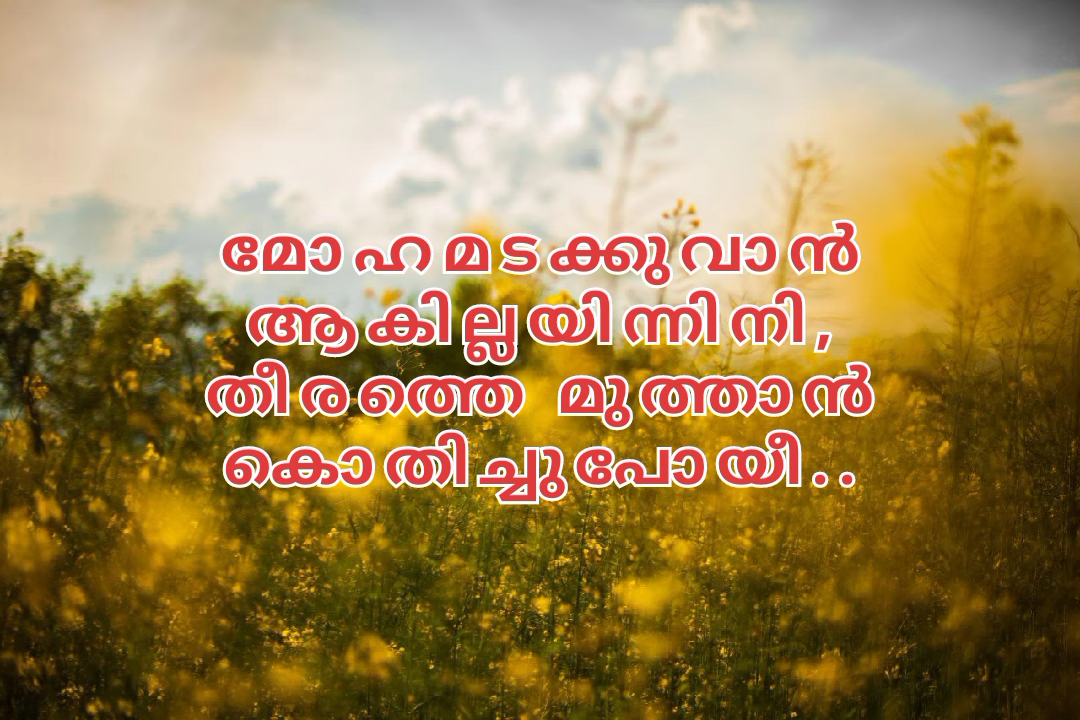 മോഹമടക്കുവാൻ
ആകില്ലയിന്നിനി,
തീരത്തെ മുത്താൻ
കൊതിച്ചുപോയീ..